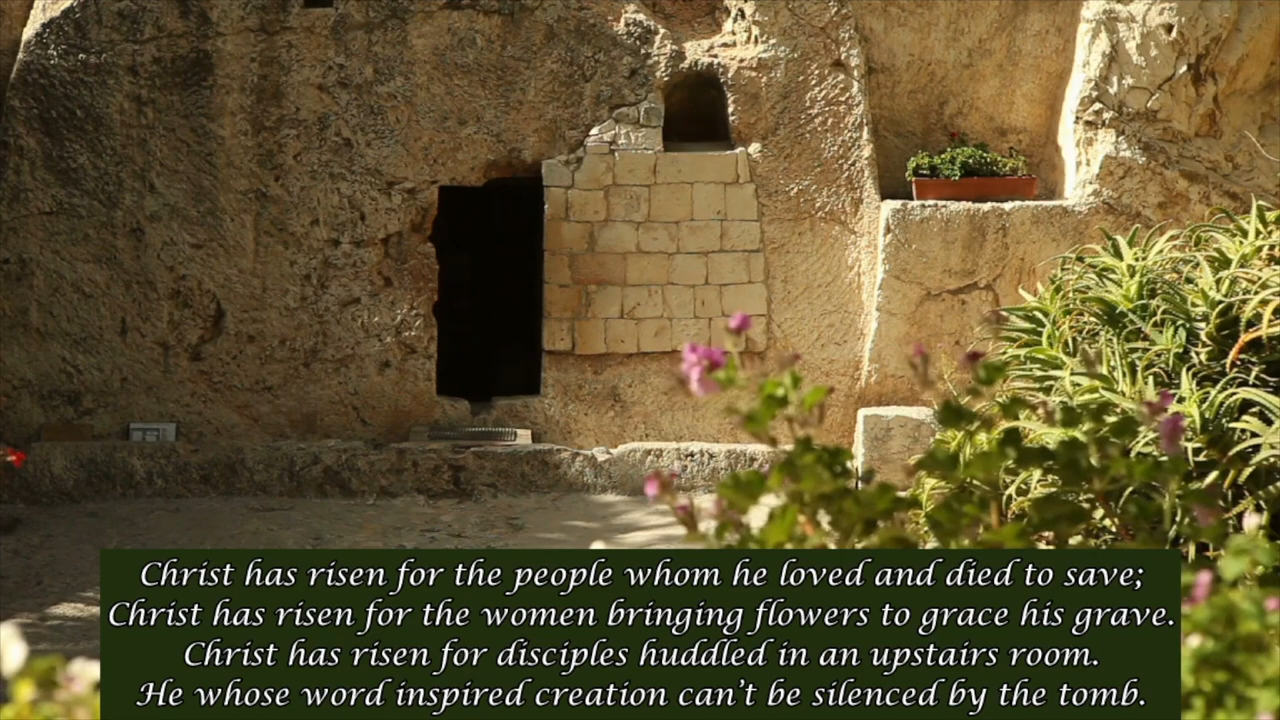 Christ has risen for the people whom he loved and died to save;
Christ has risen for the women bringing flowers to grace his grave.
Christ has risen for disciples huddled in an upstairs room.
He whose word inspired creation can't be silenced by the tomb.